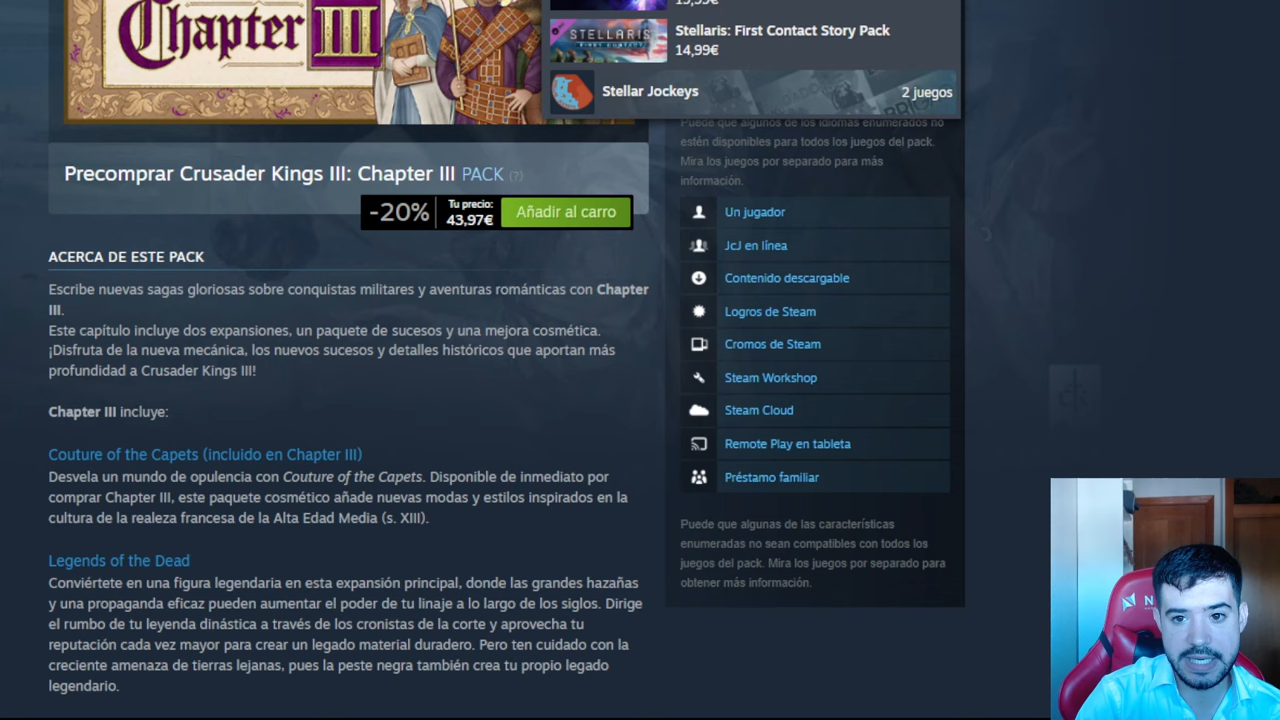 Chapter III
STELLARIS
FIRST CONTACT
Stellaris: First Contact Story Pack
14,99€
Stellar Jockeys
2 juegos
Puede que algunos de los idiomas enumerados no
estén disponibles para todos los juegos del pack.
Mira los juegos por separado para más
información.
Precomprar Crusader Kings III: Chapter III PACK (?)
-20%
Tu precio:
43,97€
Añadir al carro
ACERCA DE ESTE PACK
Escribe nuevas sagas gloriosas sobre conquistas militares y aventuras románticas con Chapter
III.
Este capítulo incluye dos expansiones, un paquete de sucesos y una mejora cosmética.
¡Disfruta de la nueva mecánica, los nuevos sucesos y detalles históricos que aportan más
profundidad a Crusader Kings III!
Chapter III incluye:
Couture of the Capets (incluido en Chapter III)
Desvela un mundo de opulencia con Couture of the Capets. Disponible de inmediato por
comprar Chapter III, este paquete cosmético añade nuevas modas y estilos inspirados en la
cultura de la realeza francesa de la Alta Edad Media (s. XIII).
Legends of the Dead
Conviértete en una figura legendaria en esta expansión principal, donde las grandes hazañas
y una propaganda eficaz pueden aumentar el poder de tu linaje a lo largo de los siglos. Dirige
el rumbo de tu leyenda dinástica a través de los cronistas de la corte y aprovecha tu
reputación cada vez mayor para crear un legado material duradero. Pero ten cuidado con la
creciente amenaza de tierras lejanas, pues la peste negra también crea tu propio legado
legendario.
Un jugador
JcJ en línea
Contenido descargable
Logros de Steam
Cromos de Steam
Steam Workshop
Steam Cloud
Remote Play en tableta
Préstamo familiar
Puede que algunas de las características
enumeradas no sean compatibles con todos los
juegos del pack. Mira los juegos por separado para
obtener más información.